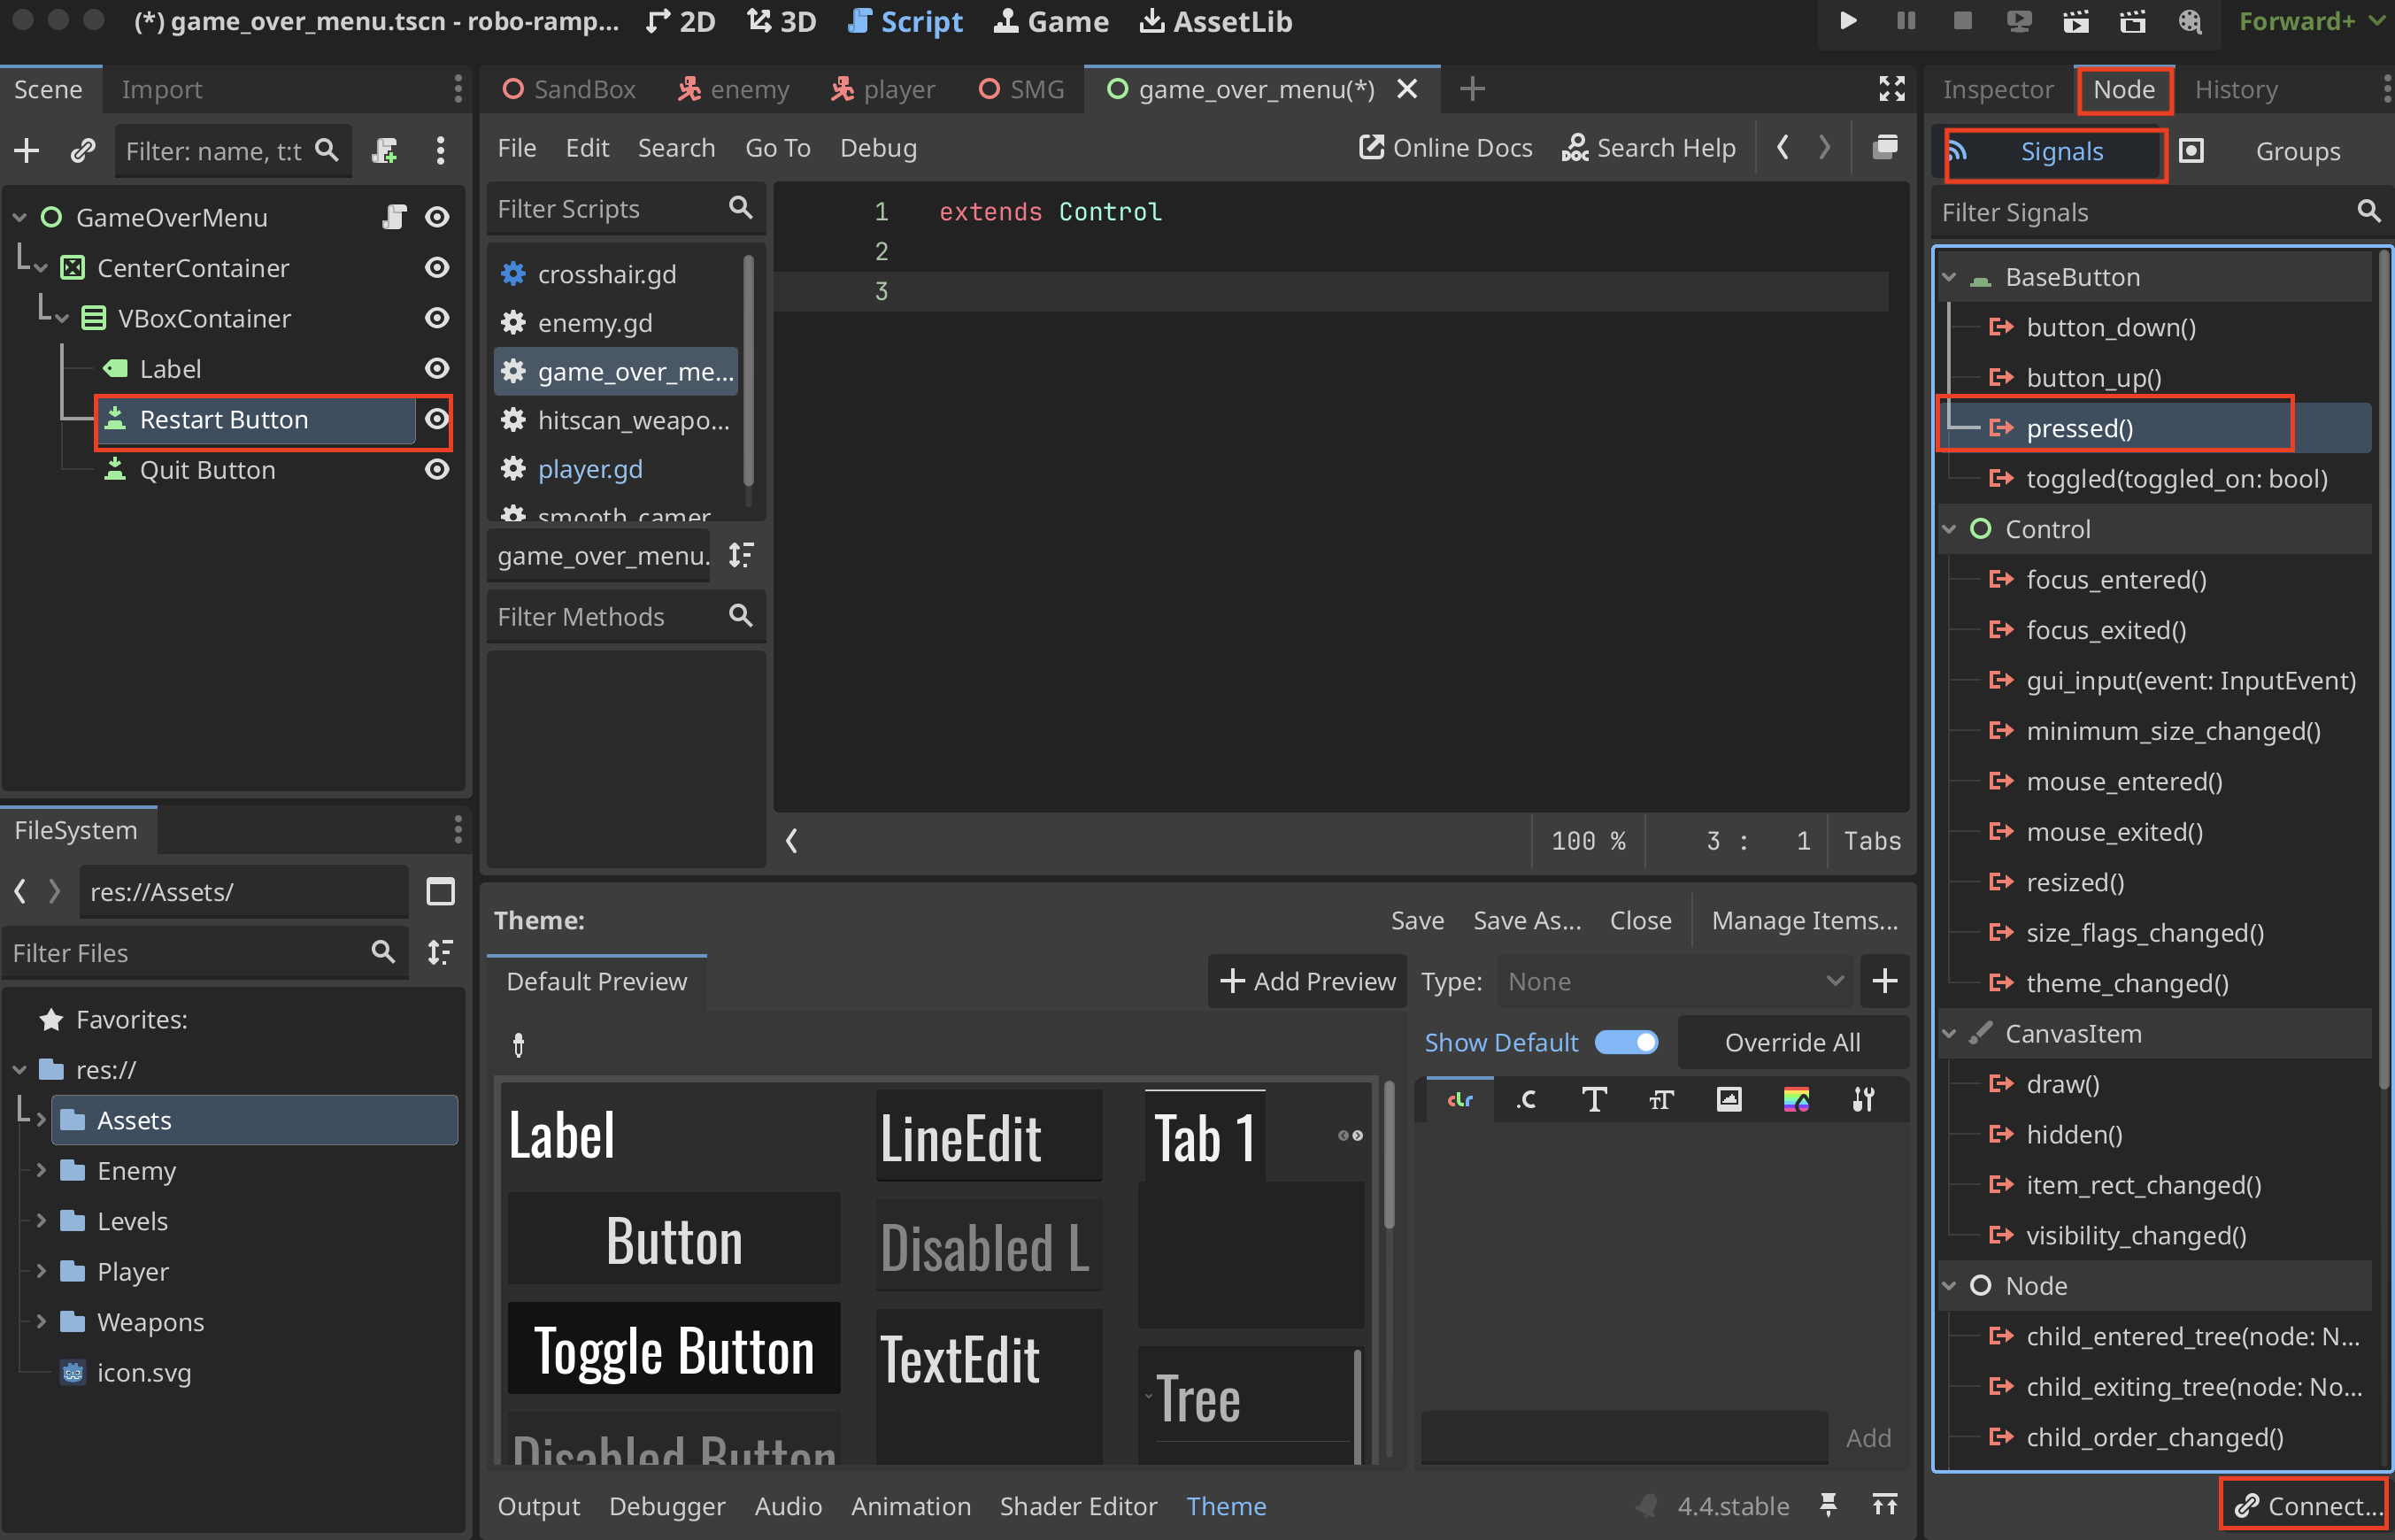 (*) game_over_menu.tscn - robo-ramp...
2D
3D
Script
Game
AssetLib
Forward+
Scene
Import
Filter: name, t:t
GameOverMenu
CenterContainer
VBoxContainer
Label
Restart Button
Quit Button
FileSystem
res://Assets/
Filter Files
Favorites:
res://
Assets
Enemy
Levels
Player
Weapons
icon.svg
SandBox
enemy
player
SMG
game_over_menu(*)
File
Edit
Search
Go To
Debug
Online Docs
DOC
Search Help
Filter Scripts
crosshair.gd
enemy.gd
game_over_me...
hitscan_weapo...
player.gd
smooth_camer
game_over_menu.
Filter Methods
1 extends Control
2
3
100 %
3 : 1
Tabs
Theme:
Save
Save As...
Close
Manage Items...
Default Preview
Add Preview
Type:
None
Show Default
Override All
clr
.C
T
TT
Label
LineEdit
Tab 1
Button
Disabled L
Toggle Button
TextEdit
Tree
Disabled Button
Add
Output
Debugger
Audio
Animation
Shader Editor
Theme
4.4.stable
Inspector
Node
History
Signals
Groups
Filter Signals
BaseButton
button_down()
button_up()
pressed()
toggled(toggled_on: bool)
Control
focus_entered()
focus_exited()
gui_input(event: InputEvent)
minimum_size_changed()
mouse_entered()
mouse_exited()
resized()
size_flags_changed()
theme_changed()
CanvasItem
draw()
hidden()
item_rect_changed()
visibility_changed()
Node
child_entered_tree(node: N...
child_exiting_tree(node: No...
child_order_changed()
Connect...